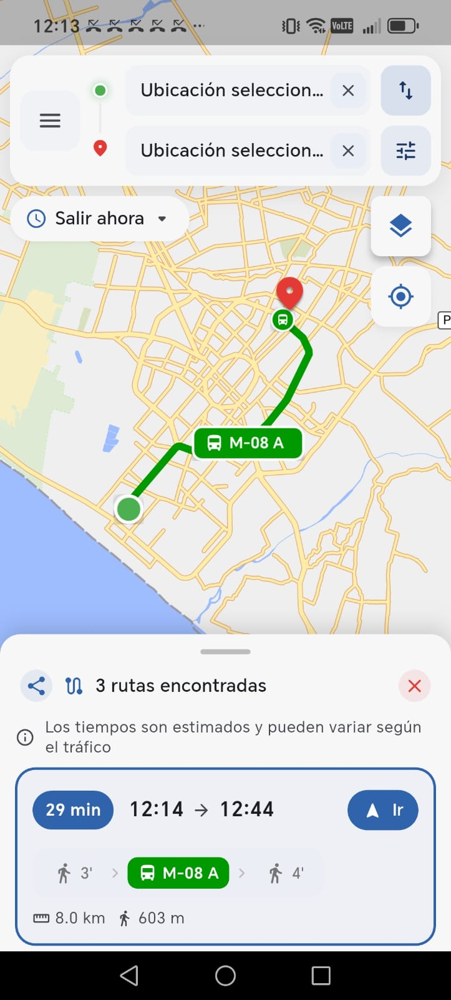 12:13
VoLTE
Ubicación seleccion...
Ubicación seleccion...
Salir ahora
P
M-08 A
3 rutas encontradas
Los tiempos son estimados y pueden variar según
el tráfico
29 min 12:14 → 12:44 Ir
3' > M-08 A > 4'
8.0 km 603 m